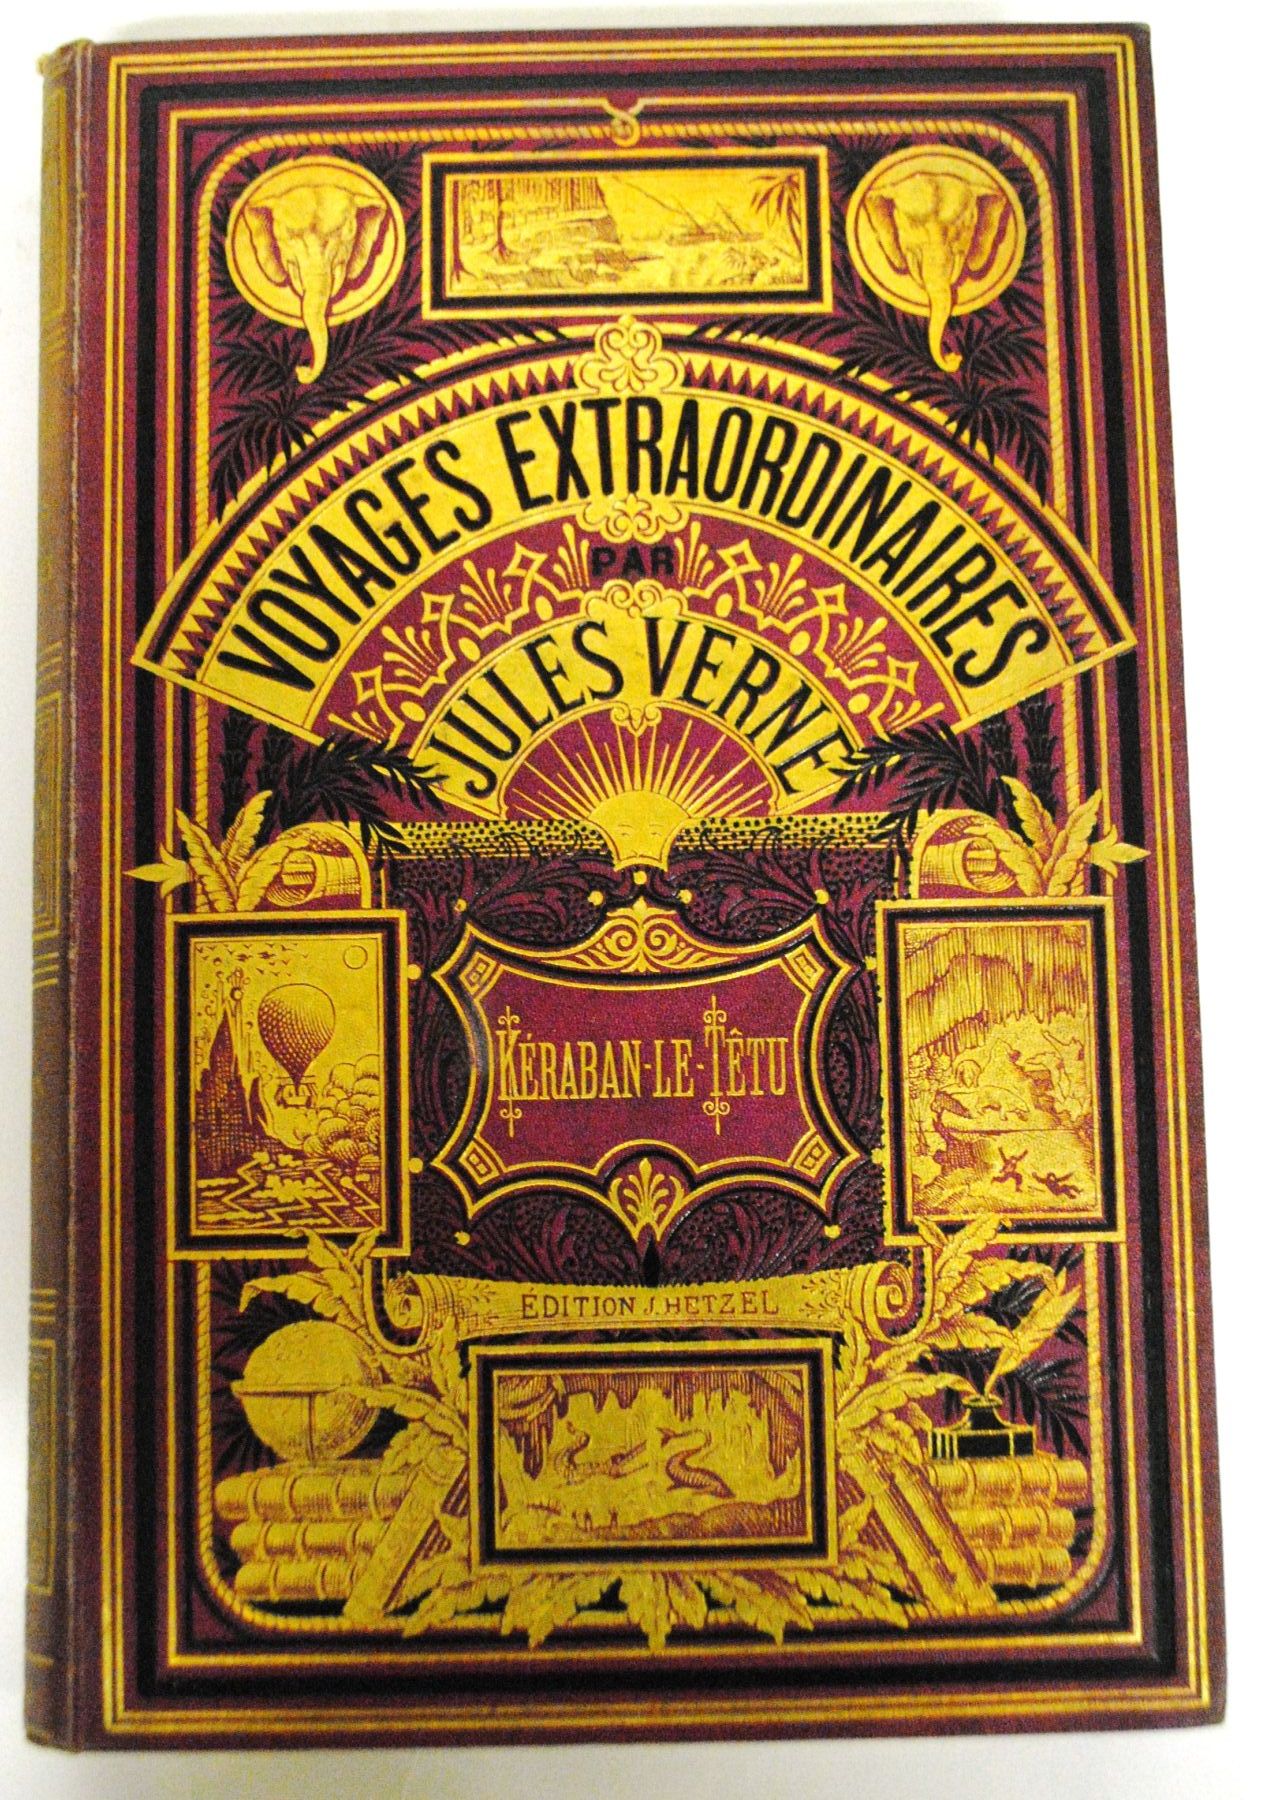 VOYAGES EXTRAORDINAIRES
PAR
JULES VERNE
KÉRABAN-LE-TÊTU
ÉDITION J. HETZEL